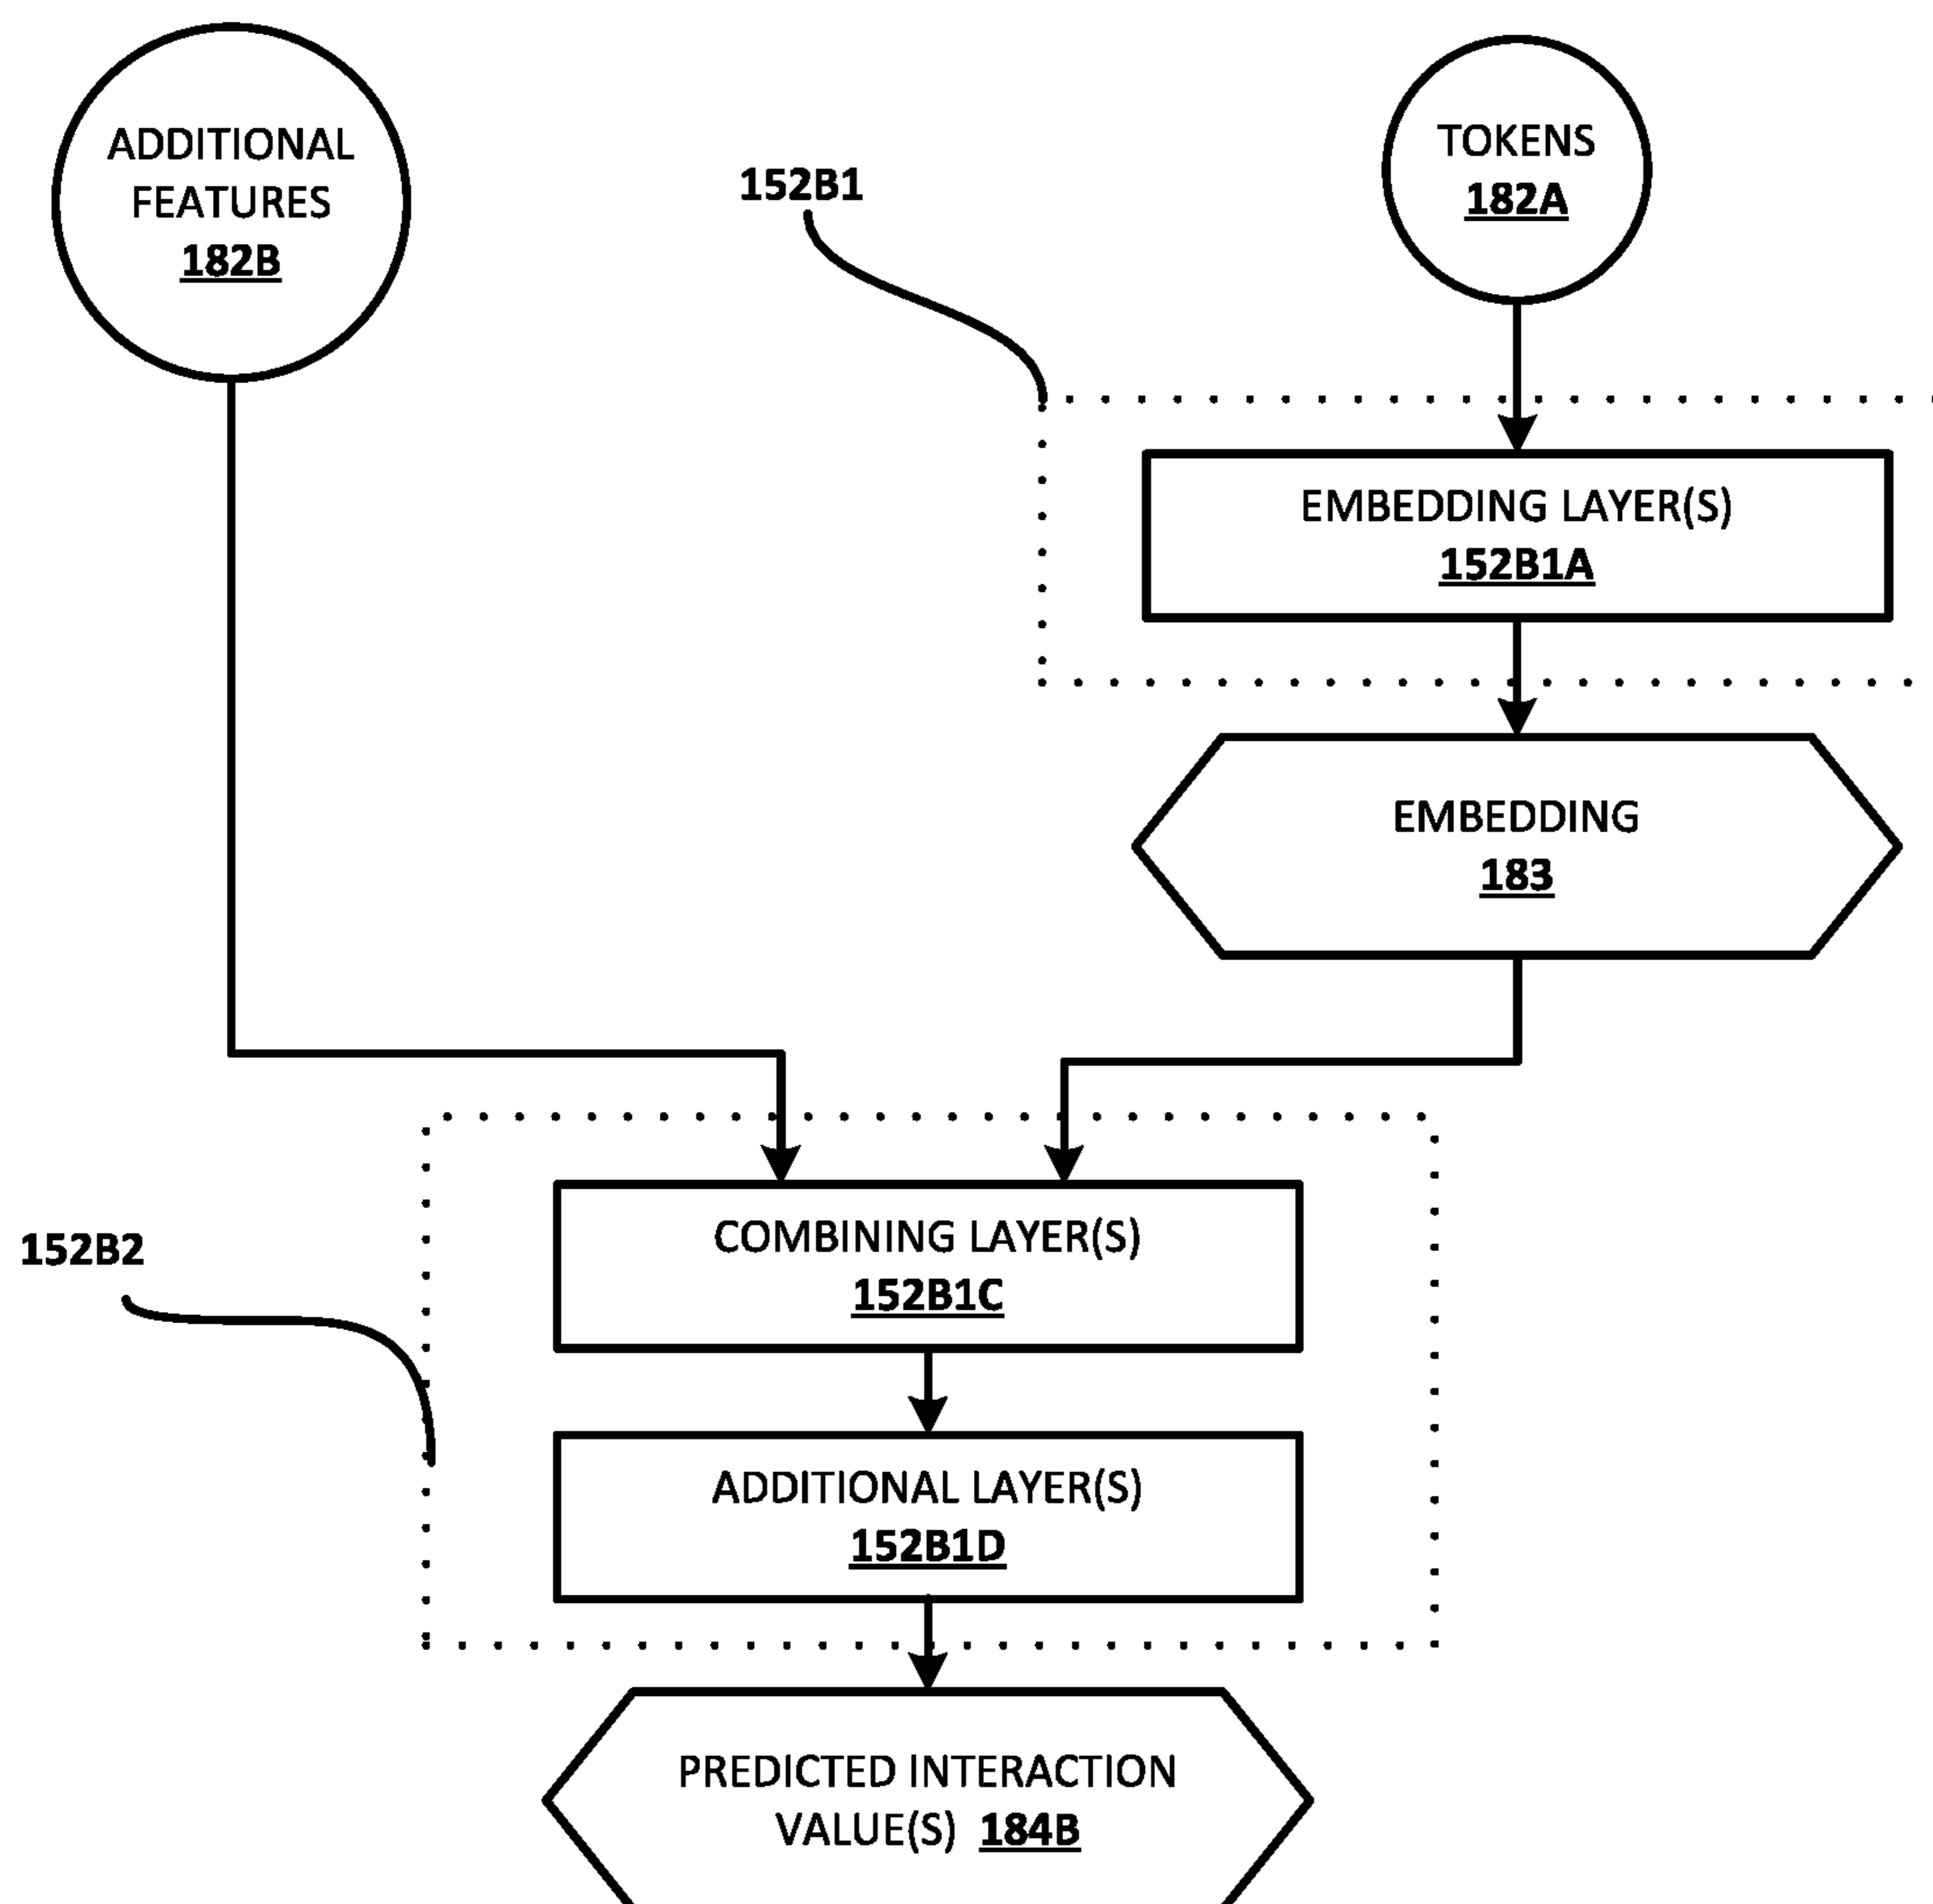 ADDITIONAL
FEATURES
182B
TOKENS
182A
152B1
EMBEDDING LAYER(S)
152B1A
EMBEDDING
183
152B2
COMBINING LAYER(S)
152B1C
ADDITIONAL LAYER(S)
152B1D
PREDICTED INTERACTION
VALUE(S) 184B